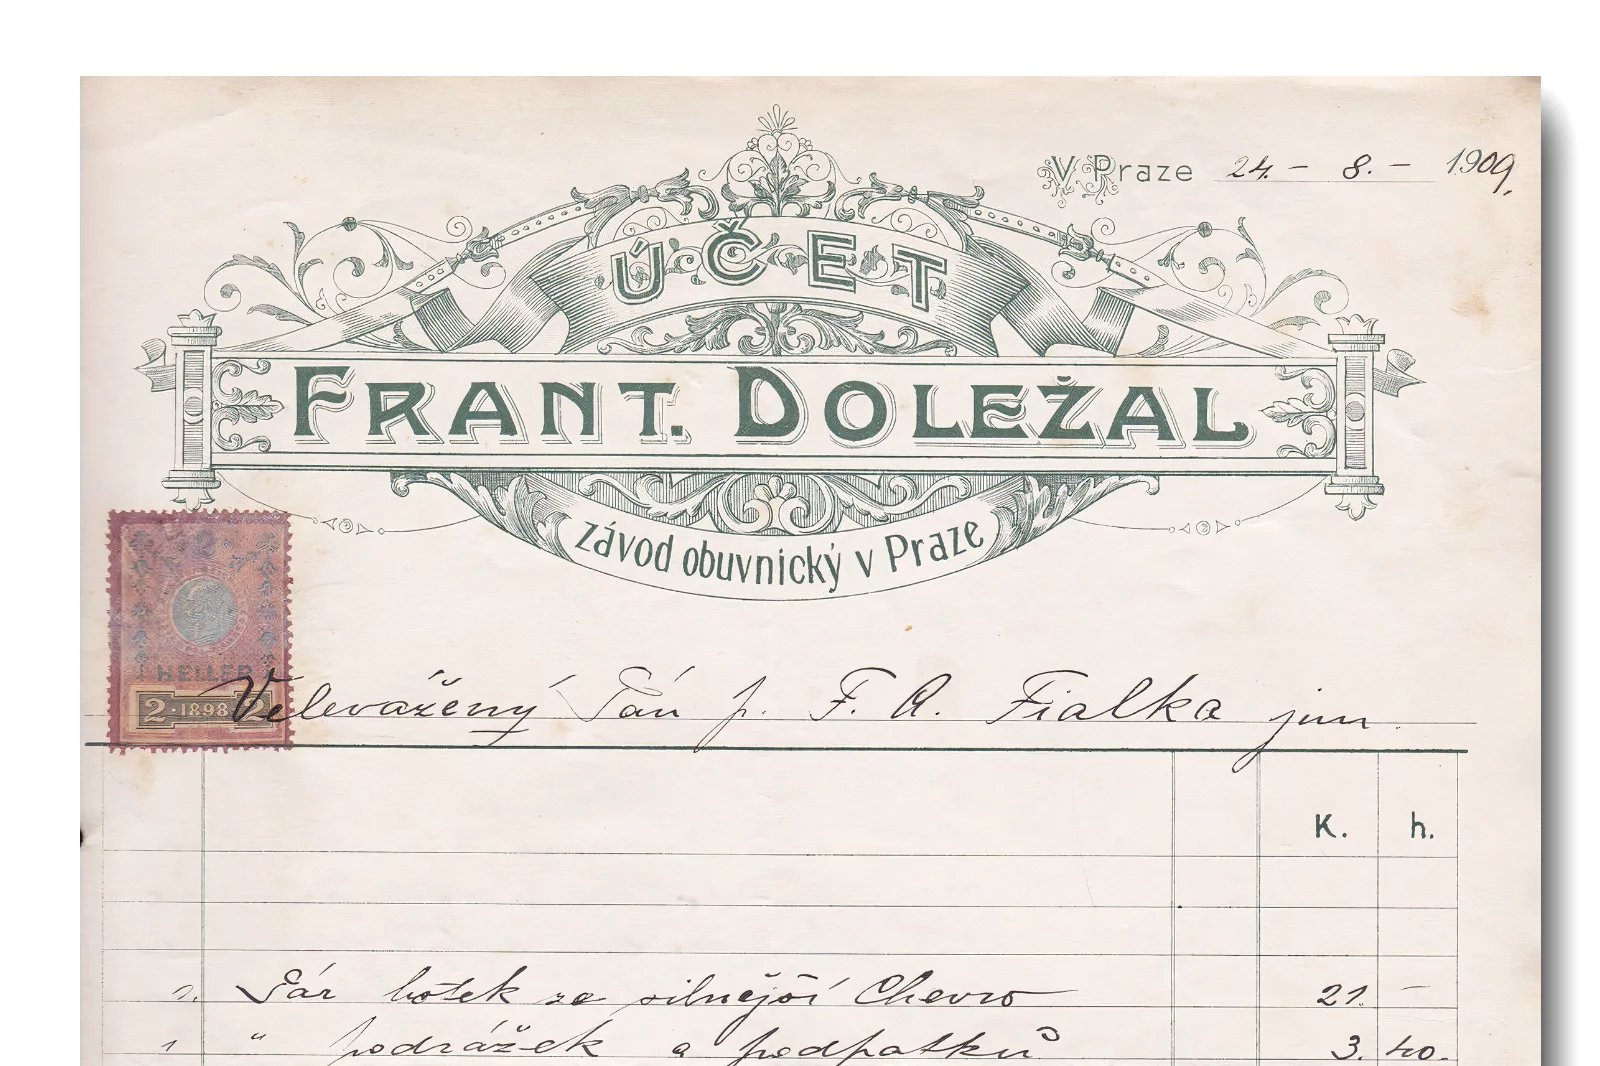 V Praze 24. – 8. – 1909.
ÚČET
FRANT. DOLEŽAL
závod obuvnický v Praze
2
HELLER
2 · 1898 · 2
Velevážený Pán p. F. A. Fialka jun.
K. h.
Pár botek ze silnější Chevro 21. –
1 " podrážek a podpatků 3. 40.